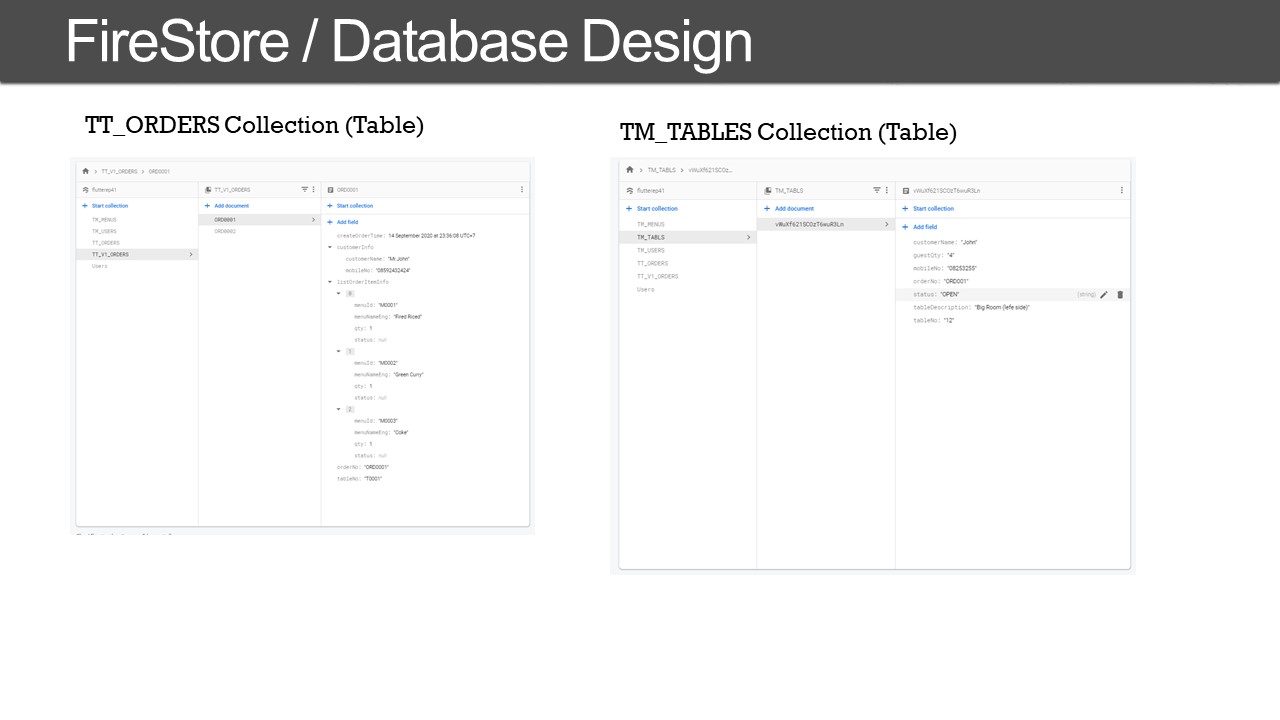 FireStore / Database Design
TT_ORDERS Collection (Table)
TT_V1_ORDERS > ORD0001
flutterep41
Start collection
TM_MENUS
TM_USERS
TT_ORDERS
TT_V1_ORDERS
Users
TT_V1_ORDERS
Add document
ORD0001
ORD0002
ORD0001
Start collection
Add field
createOrderTime: 14 September 2020 at 23:36:08 UTC+7
customerInfo
customerName: "Mr.John"
mobileNo: "08592432424"
listOrderItemInfo
0
menuId: "M0001"
menuNameEng: "Fired Riced"
qty: 1
status: null
1
menuId: "M0002"
menuNameEng: "Green Curry"
qty: 1
status: null
2
menuId: "M0003"
menuNameEng: "Coke"
qty: 1
status: null
orderNo: "ORD0001"
tableNo: "T0001"
TM_TABLES Collection (Table)
TM_TABLS > vWuXf621SCOz...
flutterep41
Start collection
TM_MENUS
TM_TABLS
TM_USERS
TT_ORDERS
TT_V1_ORDERS
Users
TM_TABLS
Add document
vWuXf621SCOzT6wuR3Ln
vWuXf621SCOzT6wuR3Ln
Start collection
Add field
customerName: "John"
guestQty: "4"
mobileNo: "08253255"
orderNo: "ORD001"
status: "OPEN" (string)
tableDescription: "Big Room (lefe side)"
tableNo: "12"